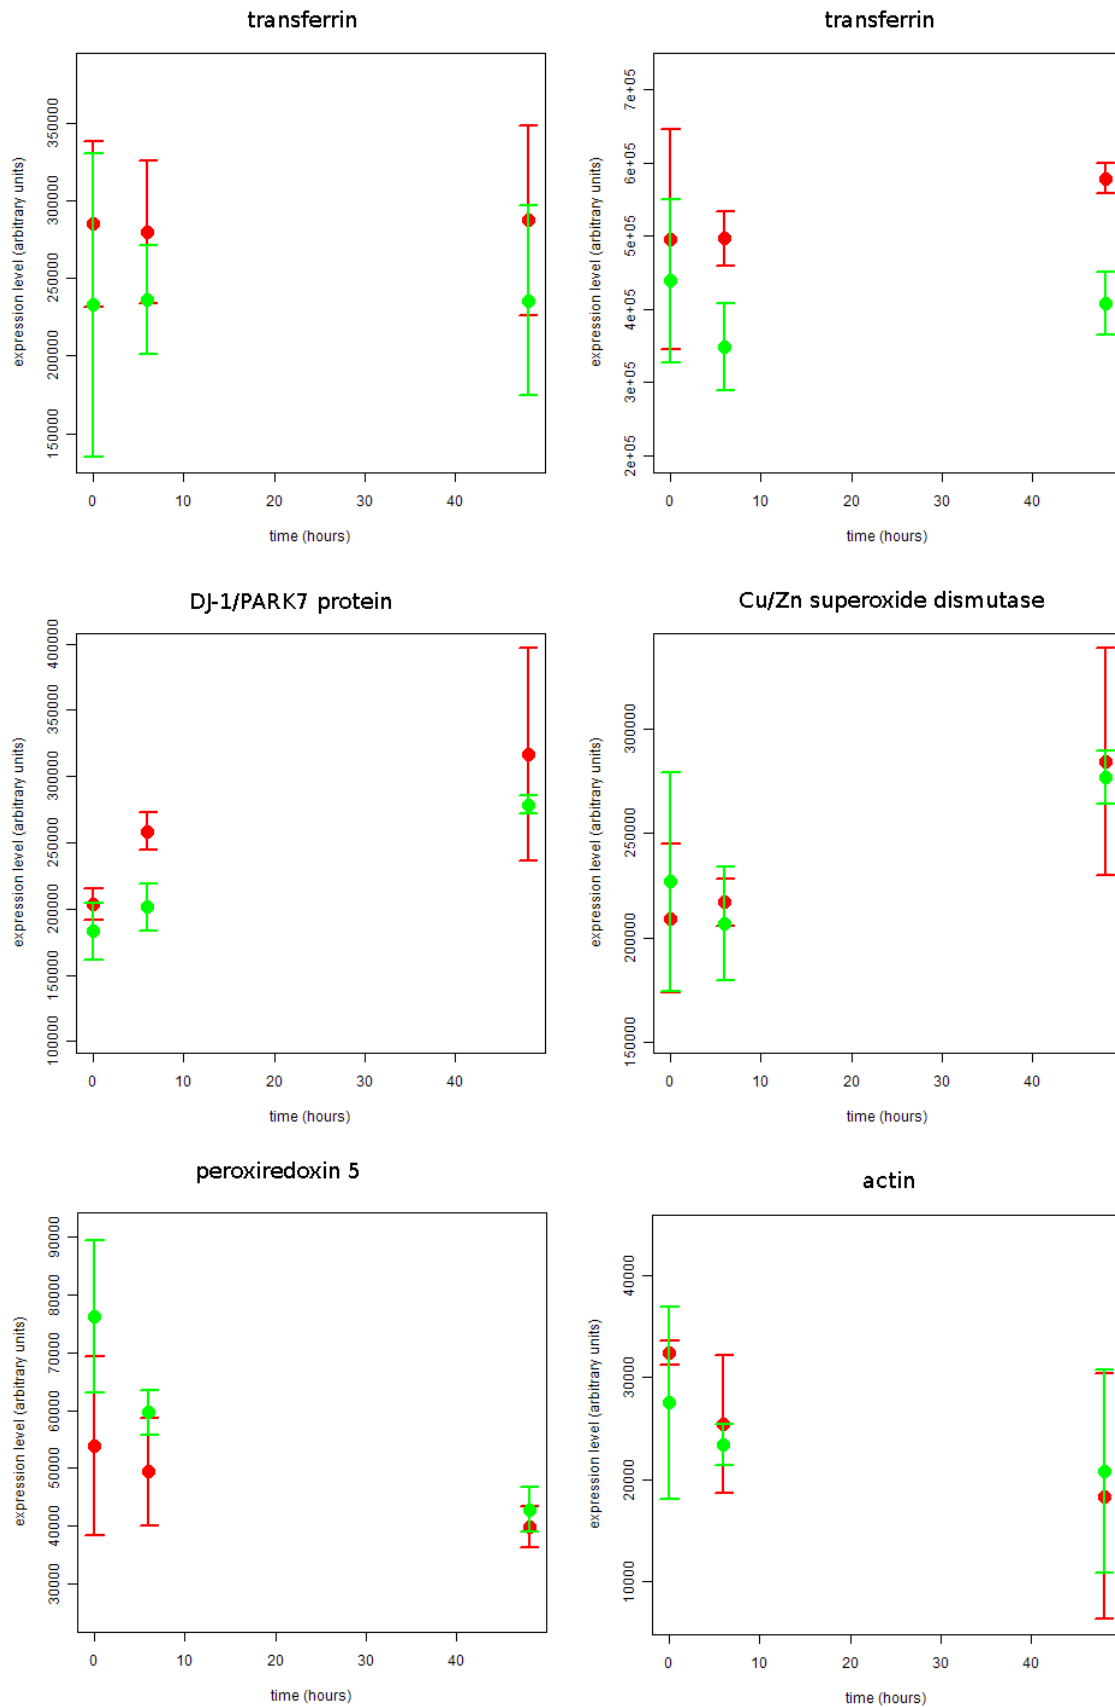 transferrin
expression level (arbitrary units)
350000
300000
250000
200000
150000
0 10 20 30 40
time (hours)
transferrin
expression level (arbitrary units)
7e+05
6e+05
5e+05
4e+05
3e+05
2e+05
0 10 20 30 40
time (hours)
DJ-1/PARK7 protein
expression level (arbitrary units)
400000
350000
300000
250000
200000
150000
100000
0 10 20 30 40
time (hours)
Cu/Zn superoxide dismutase
expression level (arbitrary units)
300000
250000
200000
150000
0 10 20 30 40
time (hours)
peroxiredoxin 5
expression level (arbitrary units)
90000
80000
70000
60000
50000
40000
30000
0 10 20 30 40
time (hours)
actin
expression level (arbitrary units)
40000
30000
20000
10000
0 10 20 30 40
time (hours)